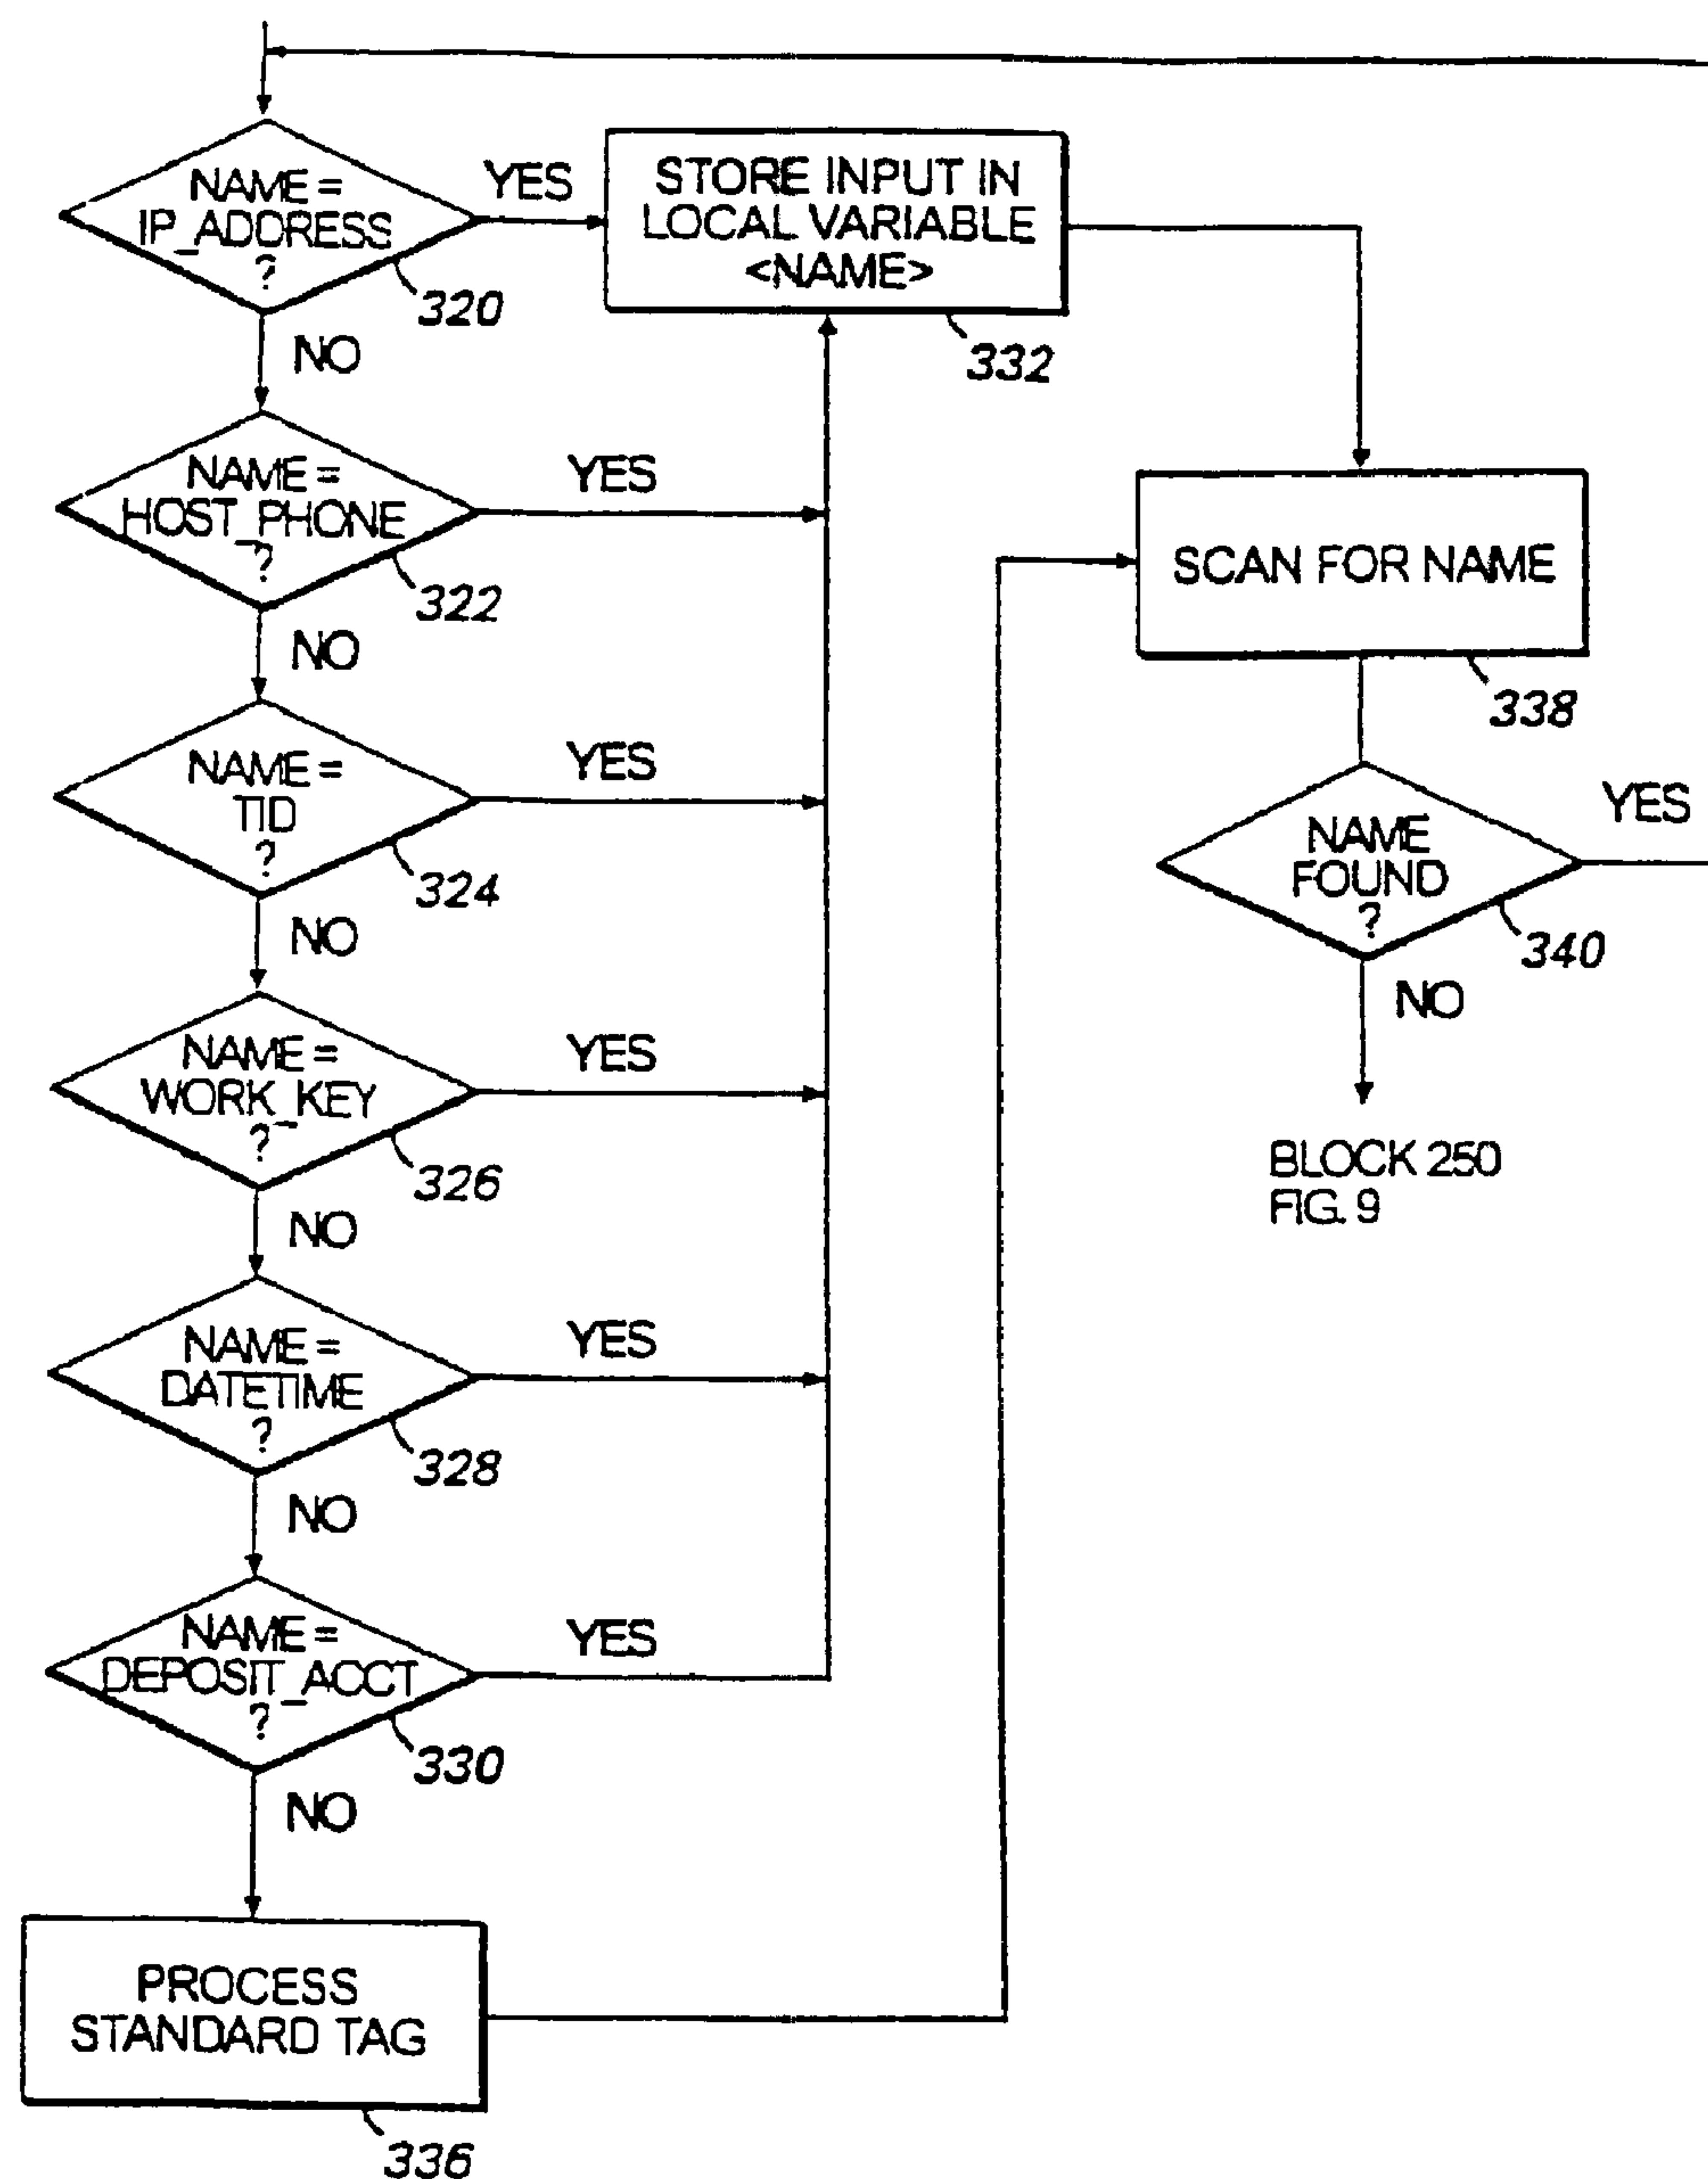 NAME =
IP_ADDRESS
?
320
YES
NO
STORE INPUT IN
LOCAL VARIABLE
<NAME>
332
NAME =
HOST_PHONE
?
322
YES
NO
NAME =
TID
?
324
YES
NO
NAME =
WORK_KEY
?
326
YES
NO
NAME =
DATETIME
?
328
YES
NO
NAME =
DEPOSIT_ACCT
?
330
YES
NO
PROCESS
STANDARD TAG
336
SCAN FOR NAME
338
NAME
FOUND
?
340
YES
NO
BLOCK 250
FIG. 9